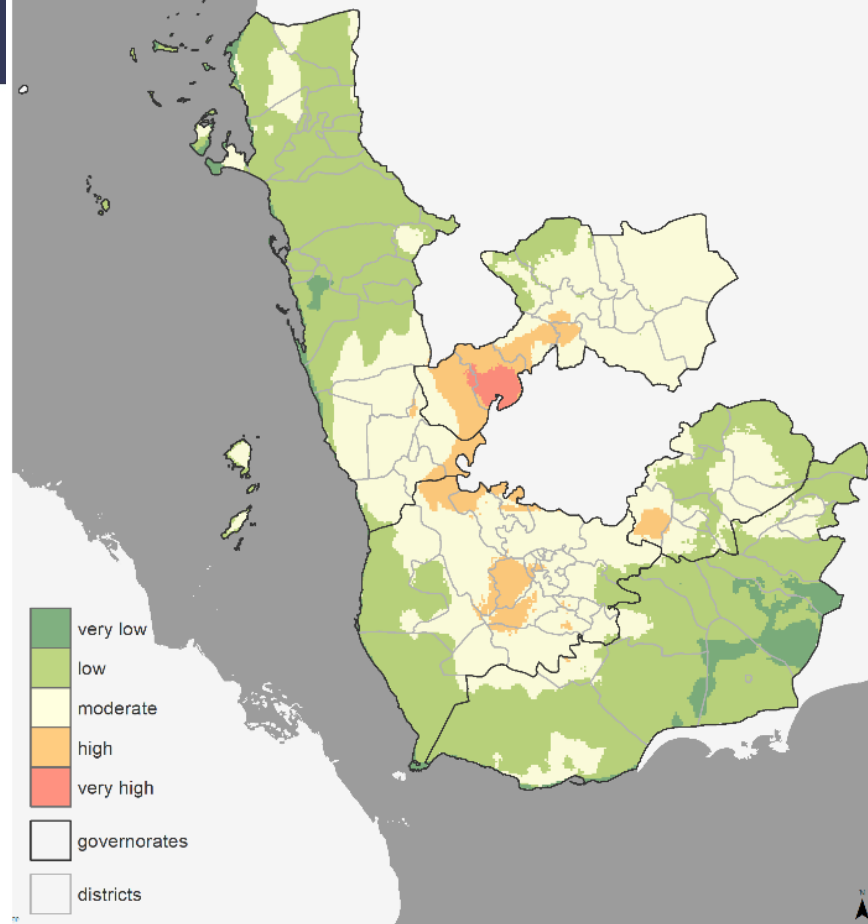 very low
low
moderate
high
very high
governorates
districts
N